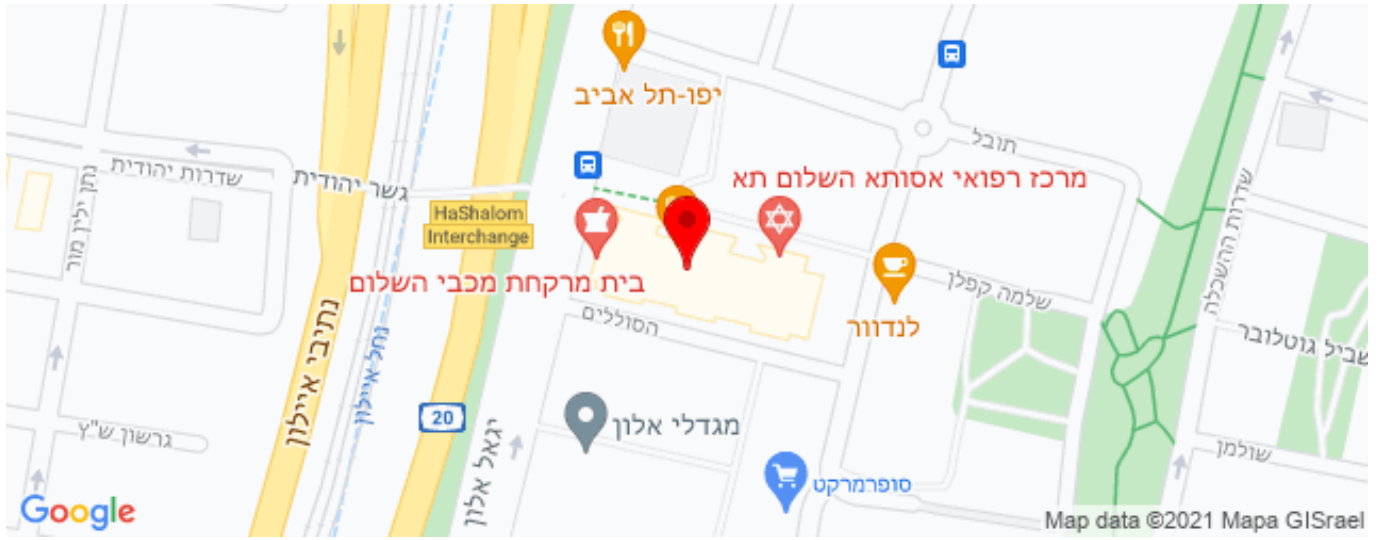 יפו-תל אביב
תובל
מרכז רפואי אסותא השלום תא
שדרות יהודית
גשר יהודית
נתן ילין מור
HaShalom
Interchange
שדרות ההשכלה
בית מרקחת מכבי השלום
שלמה קפלן
הסוללים
לנדוור
שביל גוטלובר
נתיבי איילון
נחל איילון
20
מגדלי אלון
יגאל אלון
גרשון ש"ץ
שולמן
סופרמרקט
Google
Map data ©2021 Mapa GISrael